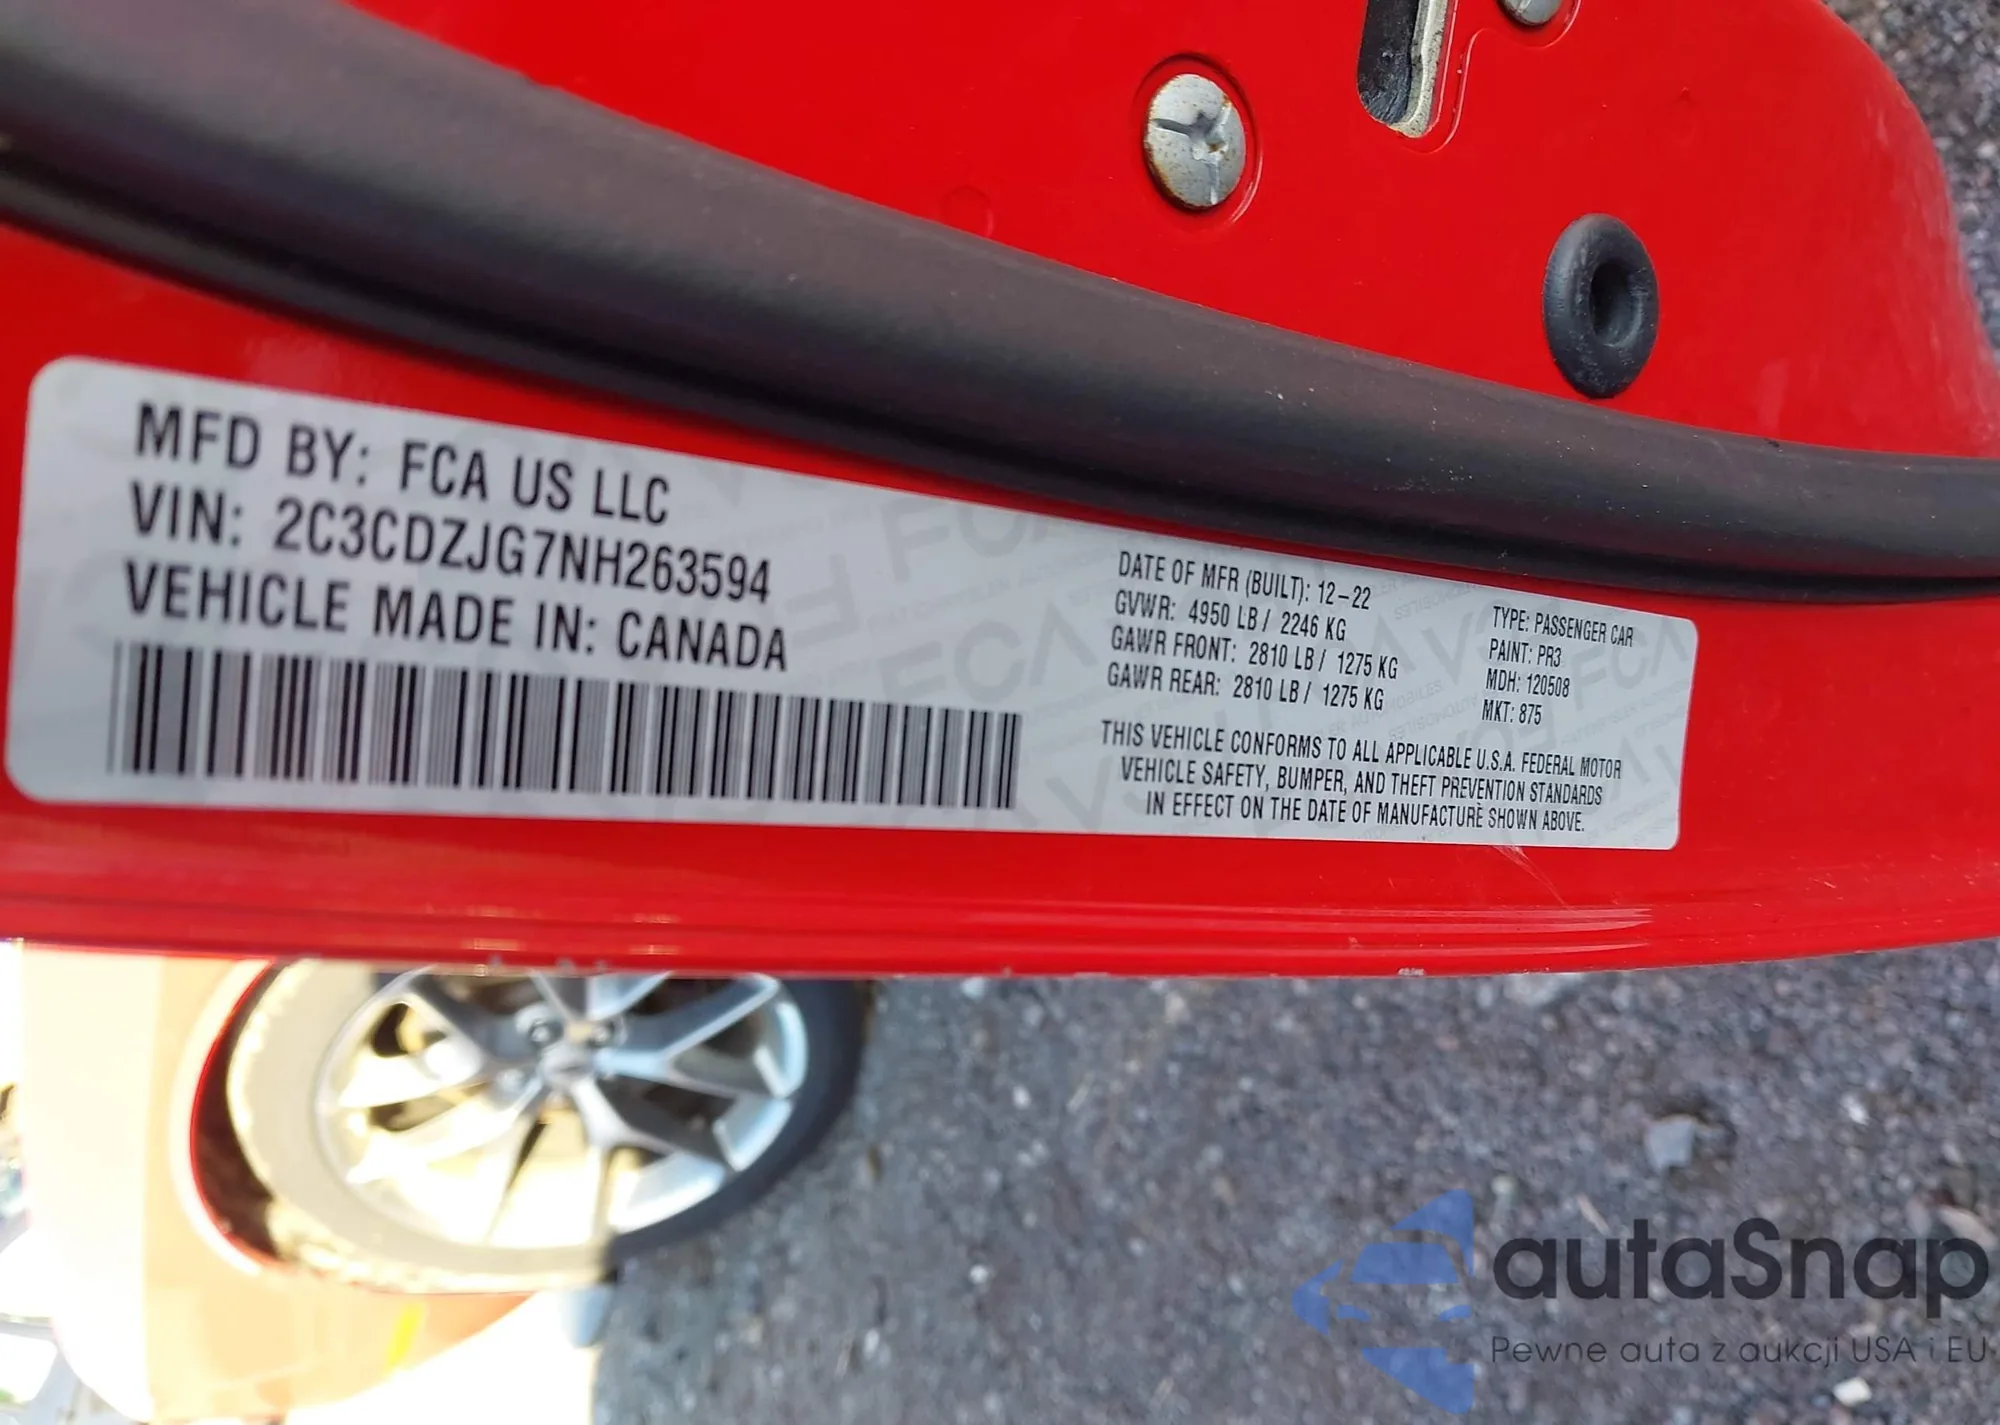 MFD BY: FCA US LLC
VIN: 2C3CDZJG7NH263594
VEHICLE MADE IN: CANADA
DATE OF MFR (BUILT): 12-22
GVWR: 4950 LB / 2246 KG
GAWR FRONT: 2810 LB / 1275 KG
GAWR REAR: 2810 LB / 1275 KG
TYPE: PASSENGER CAR
PAINT: PR3
MDH: 120508
MKT: 875
THIS VEHICLE CONFORMS TO ALL APPLICABLE U.S.A. FEDERAL MOTOR
VEHICLE SAFETY, BUMPER, AND THEFT PREVENTION STANDARDS
IN EFFECT ON THE DATE OF MANUFACTURE SHOWN ABOVE.
autaSnap
Pewne auta z aukcji USA i EU